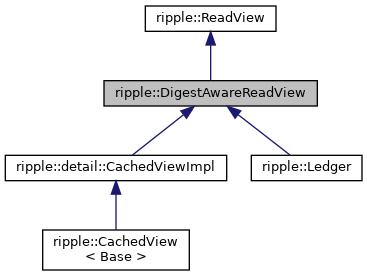 ripple::ReadView
ripple::DigestAwareReadView
ripple::detail::CachedViewImpl
ripple::Ledger
ripple::CachedView
< Base >